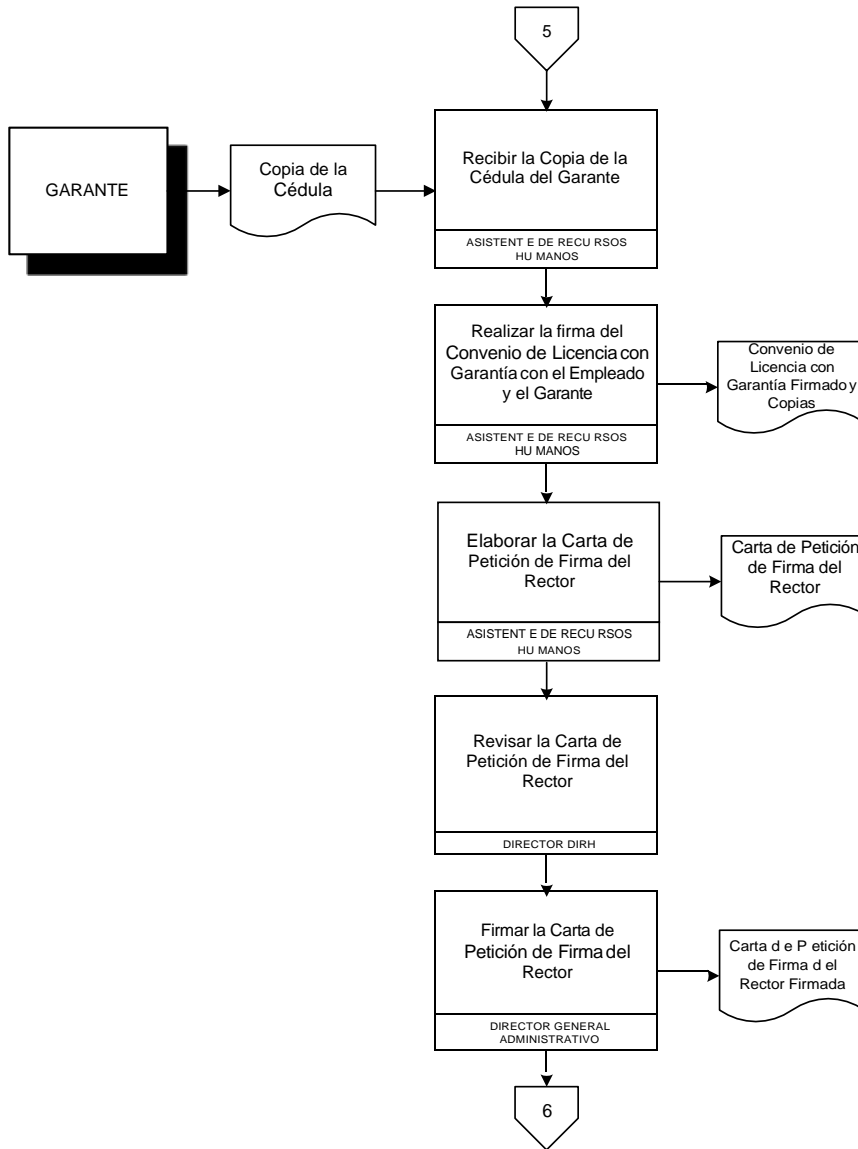 5
GARANTE
Copia de la
Cédula
Recibir la Copia de la
Cédula del Garante
ASISTENT E DE RECU RSOS
HU MANOS
Realizar la firma del
Convenio de Licencia con
Garantía con el Empleado
y el Garante
ASISTENT E DE RECU RSOS
HU MANOS
Convenio de
Licencia con
Garantía Firmado y
Copias
Elaborar la Carta de
Petición de Firma del
Rector
ASISTENT E DE RECU RSOS
HU MANOS
Carta de Petición
de Firma del
Rector
Revisar la Carta de
Petición de Firma del
Rector
DIRECTOR DIRH
Firmar la Carta de
Petición de Firma del
Rector
DIRECTOR GENERAL
ADMINISTRATIVO
Carta d e P etición
de Firma d el
Rector Firmada
6